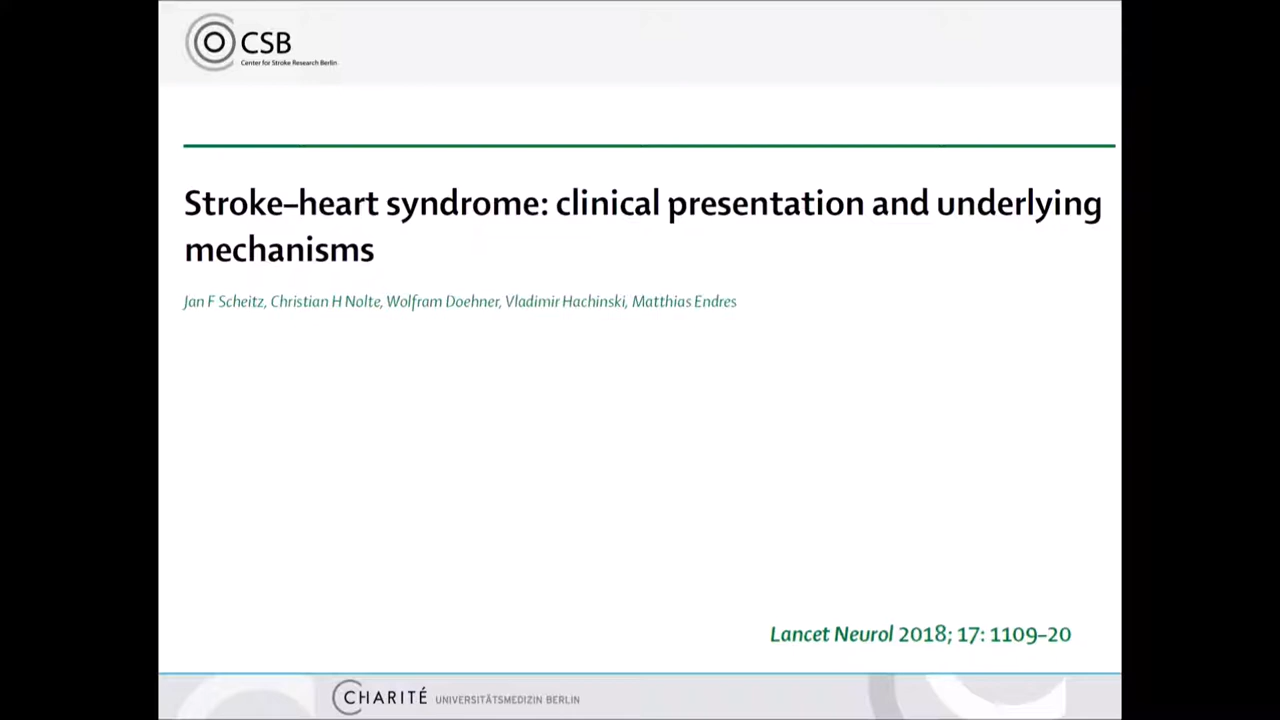 CSB
Center for Stroke Research Berlin
Stroke–heart syndrome: clinical presentation and underlying
mechanisms
Jan F Scheitz, Christian H Nolte, Wolfram Doehner, Vladimir Hachinski, Matthias Endres
Lancet Neurol 2018; 17: 1109–20
CHARITÉ UNIVERSITÄTSMEDIZIN BERLIN